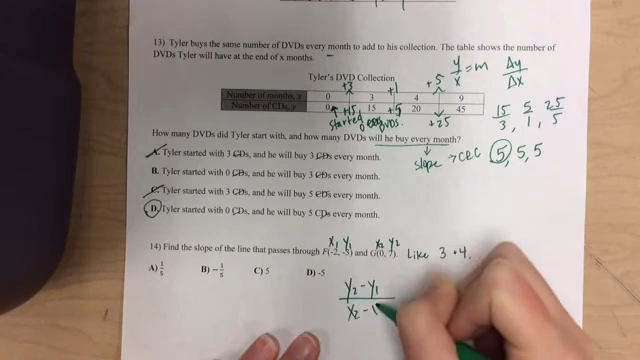 13) Tyler buys the same number of DVDs every month to add to his collection. The table shows the number of
DVDs Tyler will have at the end of x months.
y/x = m Δy/Δx
Tyler's DVD Collection
+3 +1 +5
Number of months, x 0 3 4 9
Number of CDs, y 0 15 20 45
+15 +5 +25
started
15/3, 5/1, 25/5
How many DVDs did Tyler start with, and how many DVDs will he buy every month?
slope → CRC 5, 5, 5
A. Tyler started with 3 CDs, and he will buy 3 CDs every month.
B. Tyler started with 0 CDs, and he will buy 3 CDs every month.
C. Tyler started with 3 CDs, and he will buy 5 CDs every month.
D. Tyler started with 0 CDs, and he will buy 5 CDs every month.
x1 y1 x2 y2
14) Find the slope of the line that passes through F(-2, -3) and G(0, 7). Like 3 + 4.
A) 1/5 B) -1/5 C) 5 D) -5
y2 - y1
x2 -